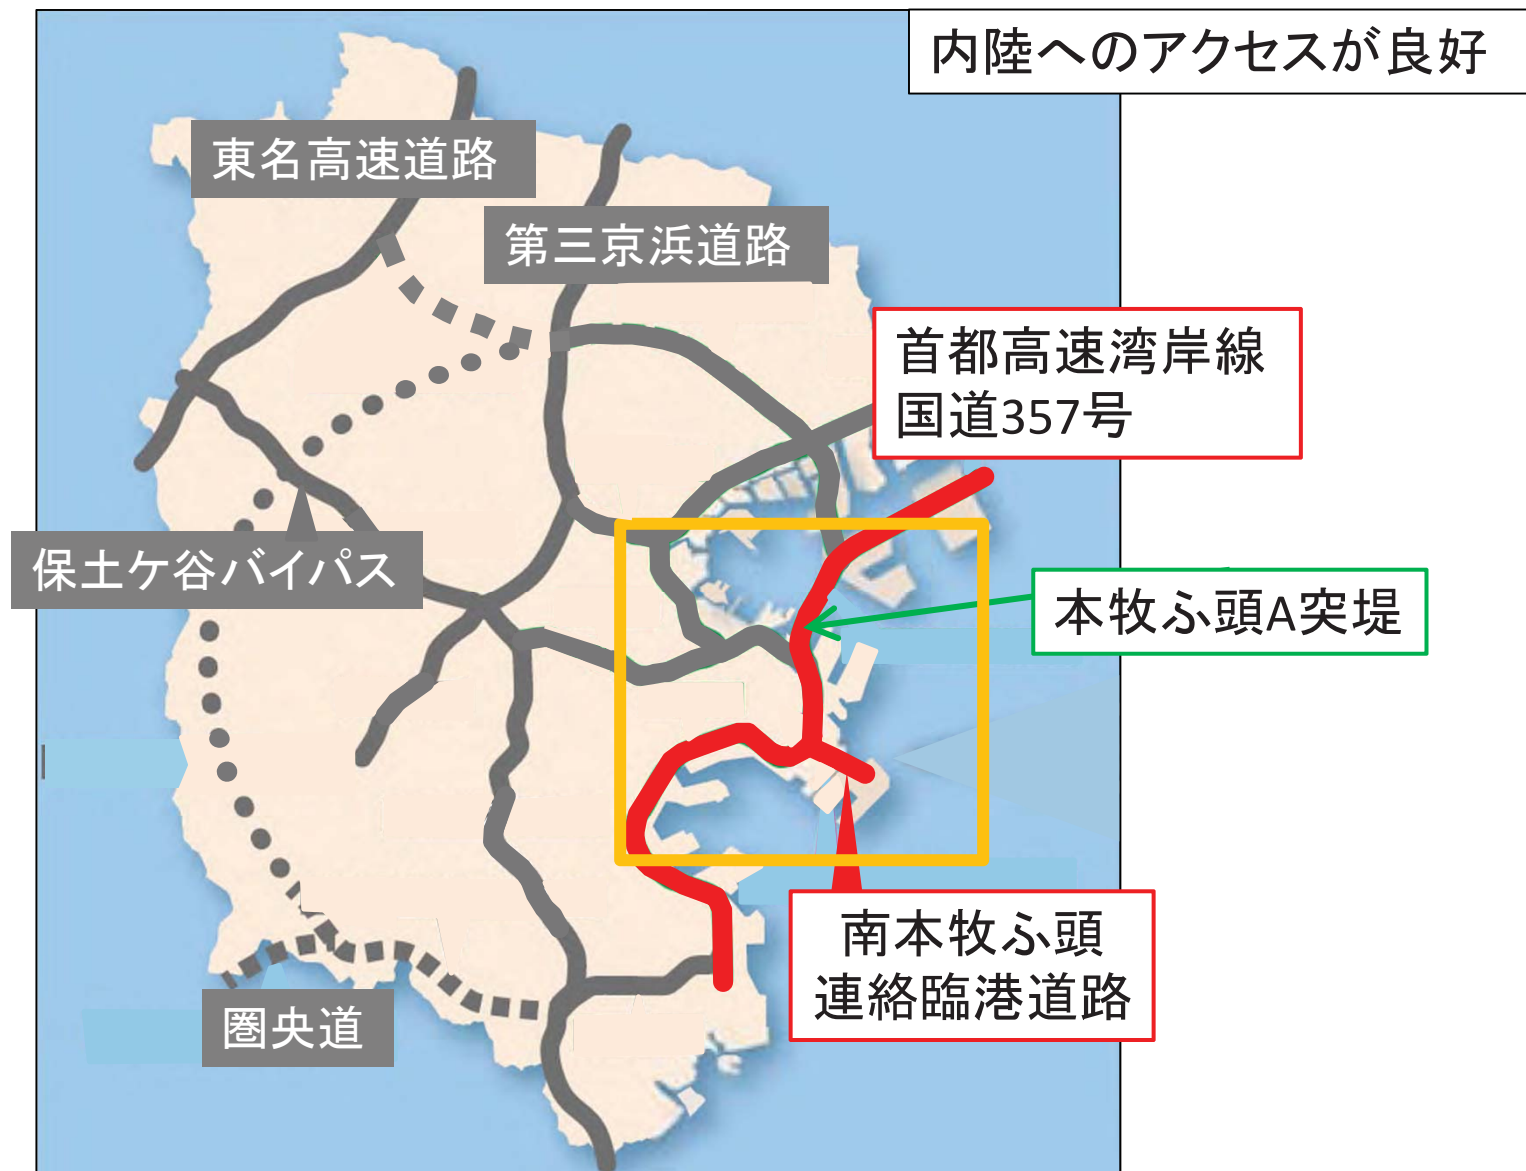 内陸へのアクセスが良好
東名高速道路
第三京浜道路
首都高速湾岸線
国道357号
保土ケ谷バイパス
本牧ふ頭A突堤
南本牧ふ頭
連絡臨港道路
圏央道